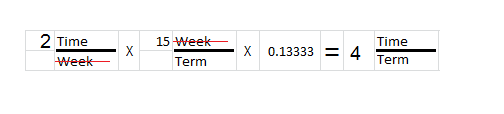 2 Time / Week X 15 Week / Term X 0.13333 = 4 Time / Term